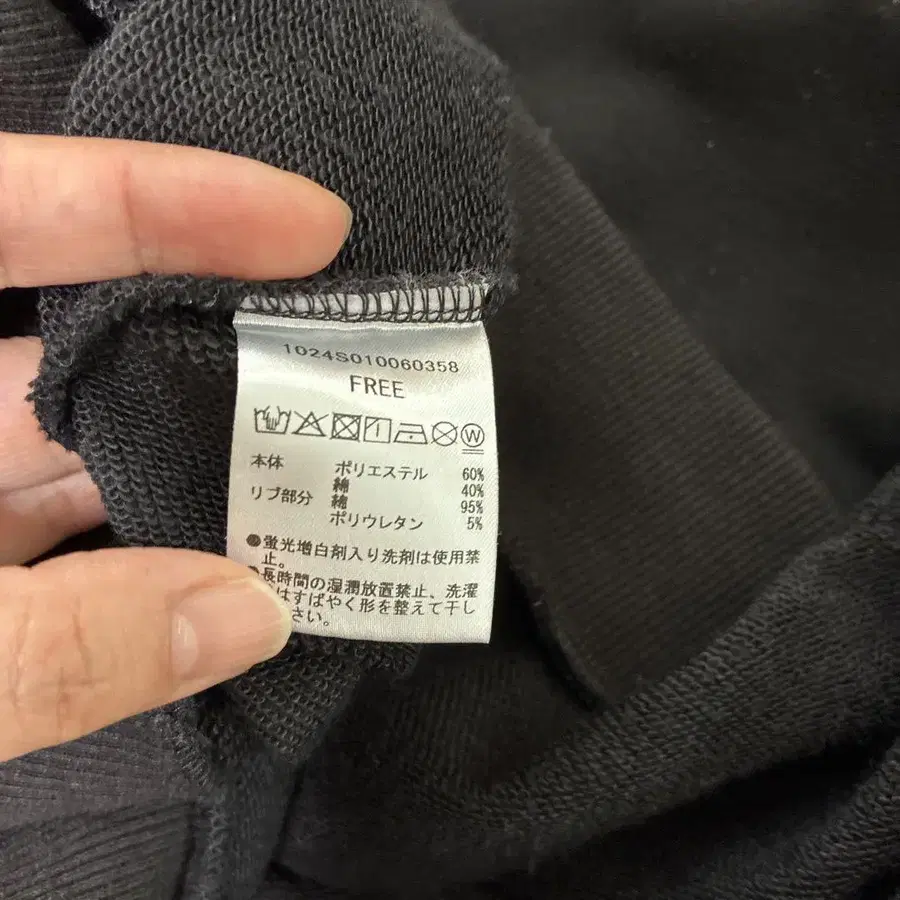 1024S010060358
FREE
W
本体 ポリエステル 60%
綿 40%
リブ部分 綿 95%
ポリウレタン 5%
●蛍光増白剤入り洗剤は使用禁
止。
長時間の湿潤放置禁止、洗濯
はすばやく形を整えて干し
さい。